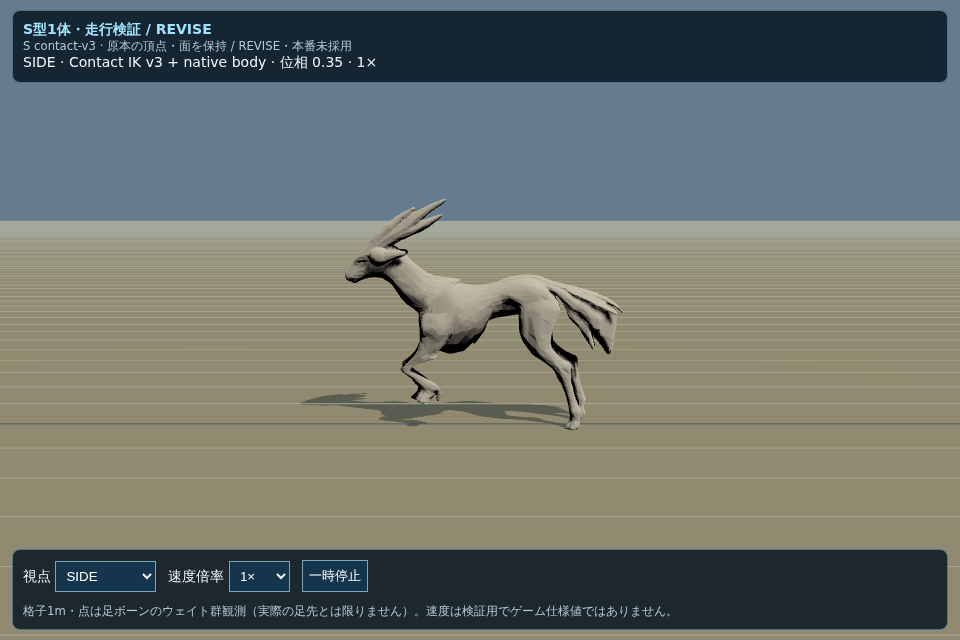 S型1体・走行検証 / REVISE
S contact-v3 · 原本の頂点・面を保持 / REVISE・本番未採用
SIDE · Contact IK v3 + native body · 位相 0.35 · 1×
視点 SIDE 速度倍率 1× 一時停止
格子1m・点は足ボーンのウェイト群観測（実際の足先とは限りません）。速度は検証用でゲーム仕様値ではありません。